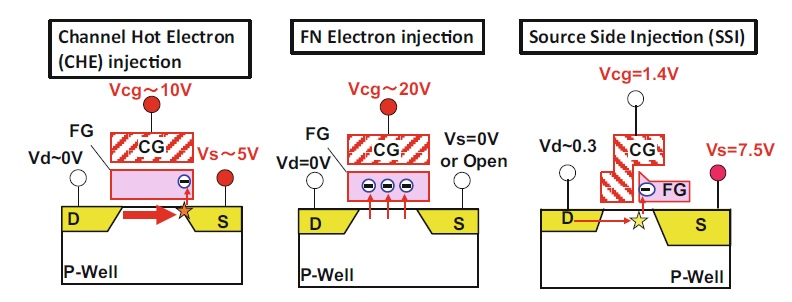 Channel Hot Electron
(CHE) injection
Vcg～10V
FG
CG
Vd~0V
Vs～5V
D
S
P-Well
FN Electron injection
Vcg～20V
FG
CG
Vd=0V
Vs=0V
or Open
D
S
P-Well
Source Side Injection (SSI)
Vcg=1.4V
Vd~0.3
CG
Vs=7.5V
FG
D
S
P-Well